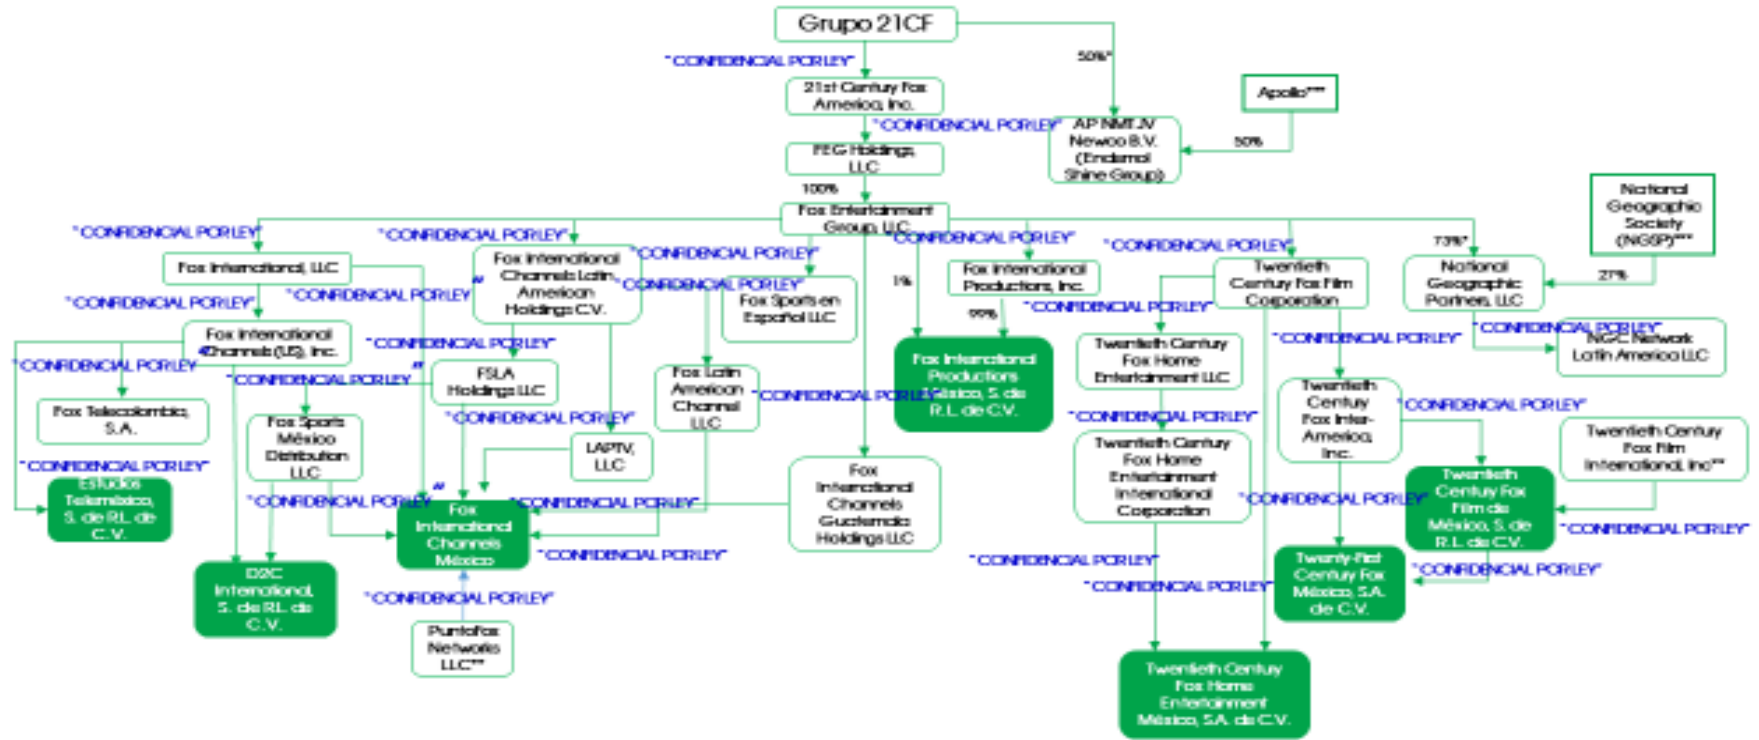 Grupo 21CF
"CONFIDENCIAL POR LEY"
50%*
21st Century Fox
America, Inc.
Apollo***
"CONFIDENCIAL POR LEY"
AP NMT JV
Newco B.V.
(Endemol
Shine Group)
50%
FEG Holdings,
LLC
100%
National
Geographic
Society
(NGSP)***
Fox Entertainment
Group, LLC
"CONFIDENCIAL POR LEY"
"CONFIDENCIAL POR LEY"
"CONFIDENCIAL POR LEY"
"CONFIDENCIAL POR LEY"
"CONFIDENCIAL POR LEY"
73%*
27%
Fox International, LLC
Fox International
Channels Latin
American
Holdings C.V.
"CONFIDENCIAL POR LEY"
"CONFIDENCIAL POR LEY"
"CONFIDENCIAL POR LEY"
Fox Sports en
Español LLC
1%
Fox International
Productions, Inc.
99%
Twentieth
Century Fox Film
Corporation
National
Geographic
Partners, LLC
"CONFIDENCIAL POR LEY"
"CONFIDENCIAL POR LEY"
"CONFIDENCIAL POR LEY"
NGC Network
Latin America LLC
Fox International
Channels (US), Inc.
"CONFIDENCIAL POR LEY"
"CONFIDENCIAL POR LEY"
"CONFIDENCIAL POR LEY"
"CONFIDENCIAL POR LEY"
FSLA
Holdings LLC
Fox Latin
American
Channel
LLC
"CONFIDENCIAL POR LEY"
Fox International
Productions
México, S. de
R.L. de C.V.
Twentieth Century
Fox Home
Entertainment LLC
Twentieth
Century
Fox Inter-
America,
Inc.
"CONFIDENCIAL POR LEY"
Fox Telecolombia,
S.A.
Fox Sports
México
Distribution
LLC
"CONFIDENCIAL POR LEY"
LAPTV,
LLC
"CONFIDENCIAL POR LEY"
Twentieth Century
Fox Home
Entertainment
International
Corporation
Twentieth Century
Fox Film
International, Inc**
"CONFIDENCIAL POR LEY"
Estudios
Teleméxico,
S. de R.L. de
C.V.
"CONFIDENCIAL POR LEY"
Fox
International
Channels
México
"CONFIDENCIAL POR LEY"
Fox
International
Channels
Guatemala
Holdings LLC
"CONFIDENCIAL POR LEY"
Twentieth
Century Fox
Film de
México, S. de
R.L. de C.V.
"CONFIDENCIAL POR LEY"
"CONFIDENCIAL POR LEY"
"CONFIDENCIAL POR LEY"
D2C
International,
S. de R.L. de
C.V.
"CONFIDENCIAL POR LEY"
"CONFIDENCIAL POR LEY"
Twenty-First
Century Fox
México, S.A.
de C.V.
"CONFIDENCIAL POR LEY"
PuntoFox
Networks
LLC**
Twentieth Century
Fox Home
Entertainment
México, S.A. de C.V.